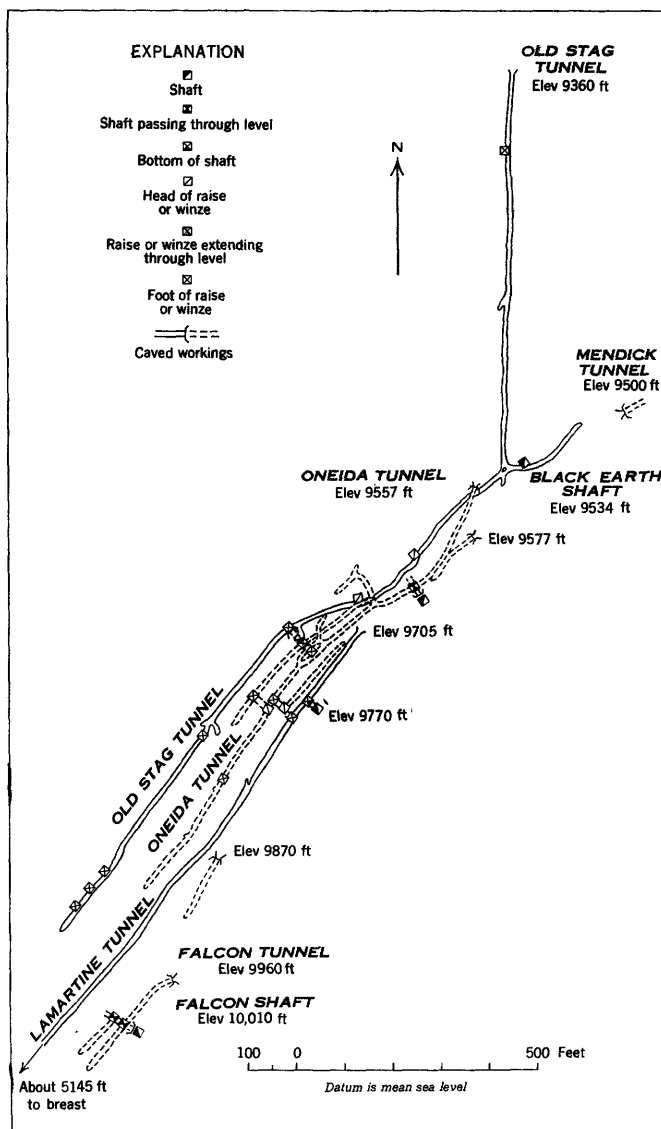 EXPLANATION
Shaft
Shaft passing through level
Bottom of shaft
Head of raise
or winze
Raise or winze extending
through level
Foot of raise
or winze
Caved workings
N
OLD STAG
TUNNEL
Elev 9360 ft
MENDICK
TUNNEL
Elev 9500 ft
ONEIDA TUNNEL
Elev 9557 ft
BLACK EARTH
SHAFT
Elev 9534 ft
Elev 9577 ft
Elev 9705 ft
Elev 9770 ft
OLD STAG TUNNEL
ONEIDA TUNNEL
Elev 9870 ft
LAMARTINE TUNNEL
FALCON TUNNEL
Elev 9960 ft
FALCON SHAFT
Elev 10,010 ft
About 5145 ft
to breast
100 0 500 Feet
Datum is mean sea level